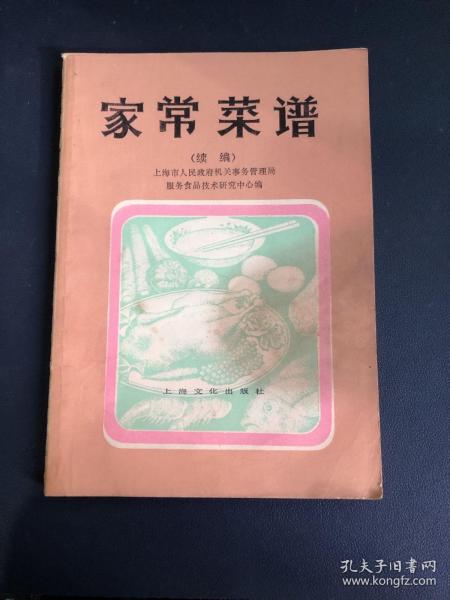 家常菜谱
（续 编）
上海市人民政府机关事务管理局
服务食品技术研究中心编
上海文化出版社
孔夫子旧书网
www.kongfz.com